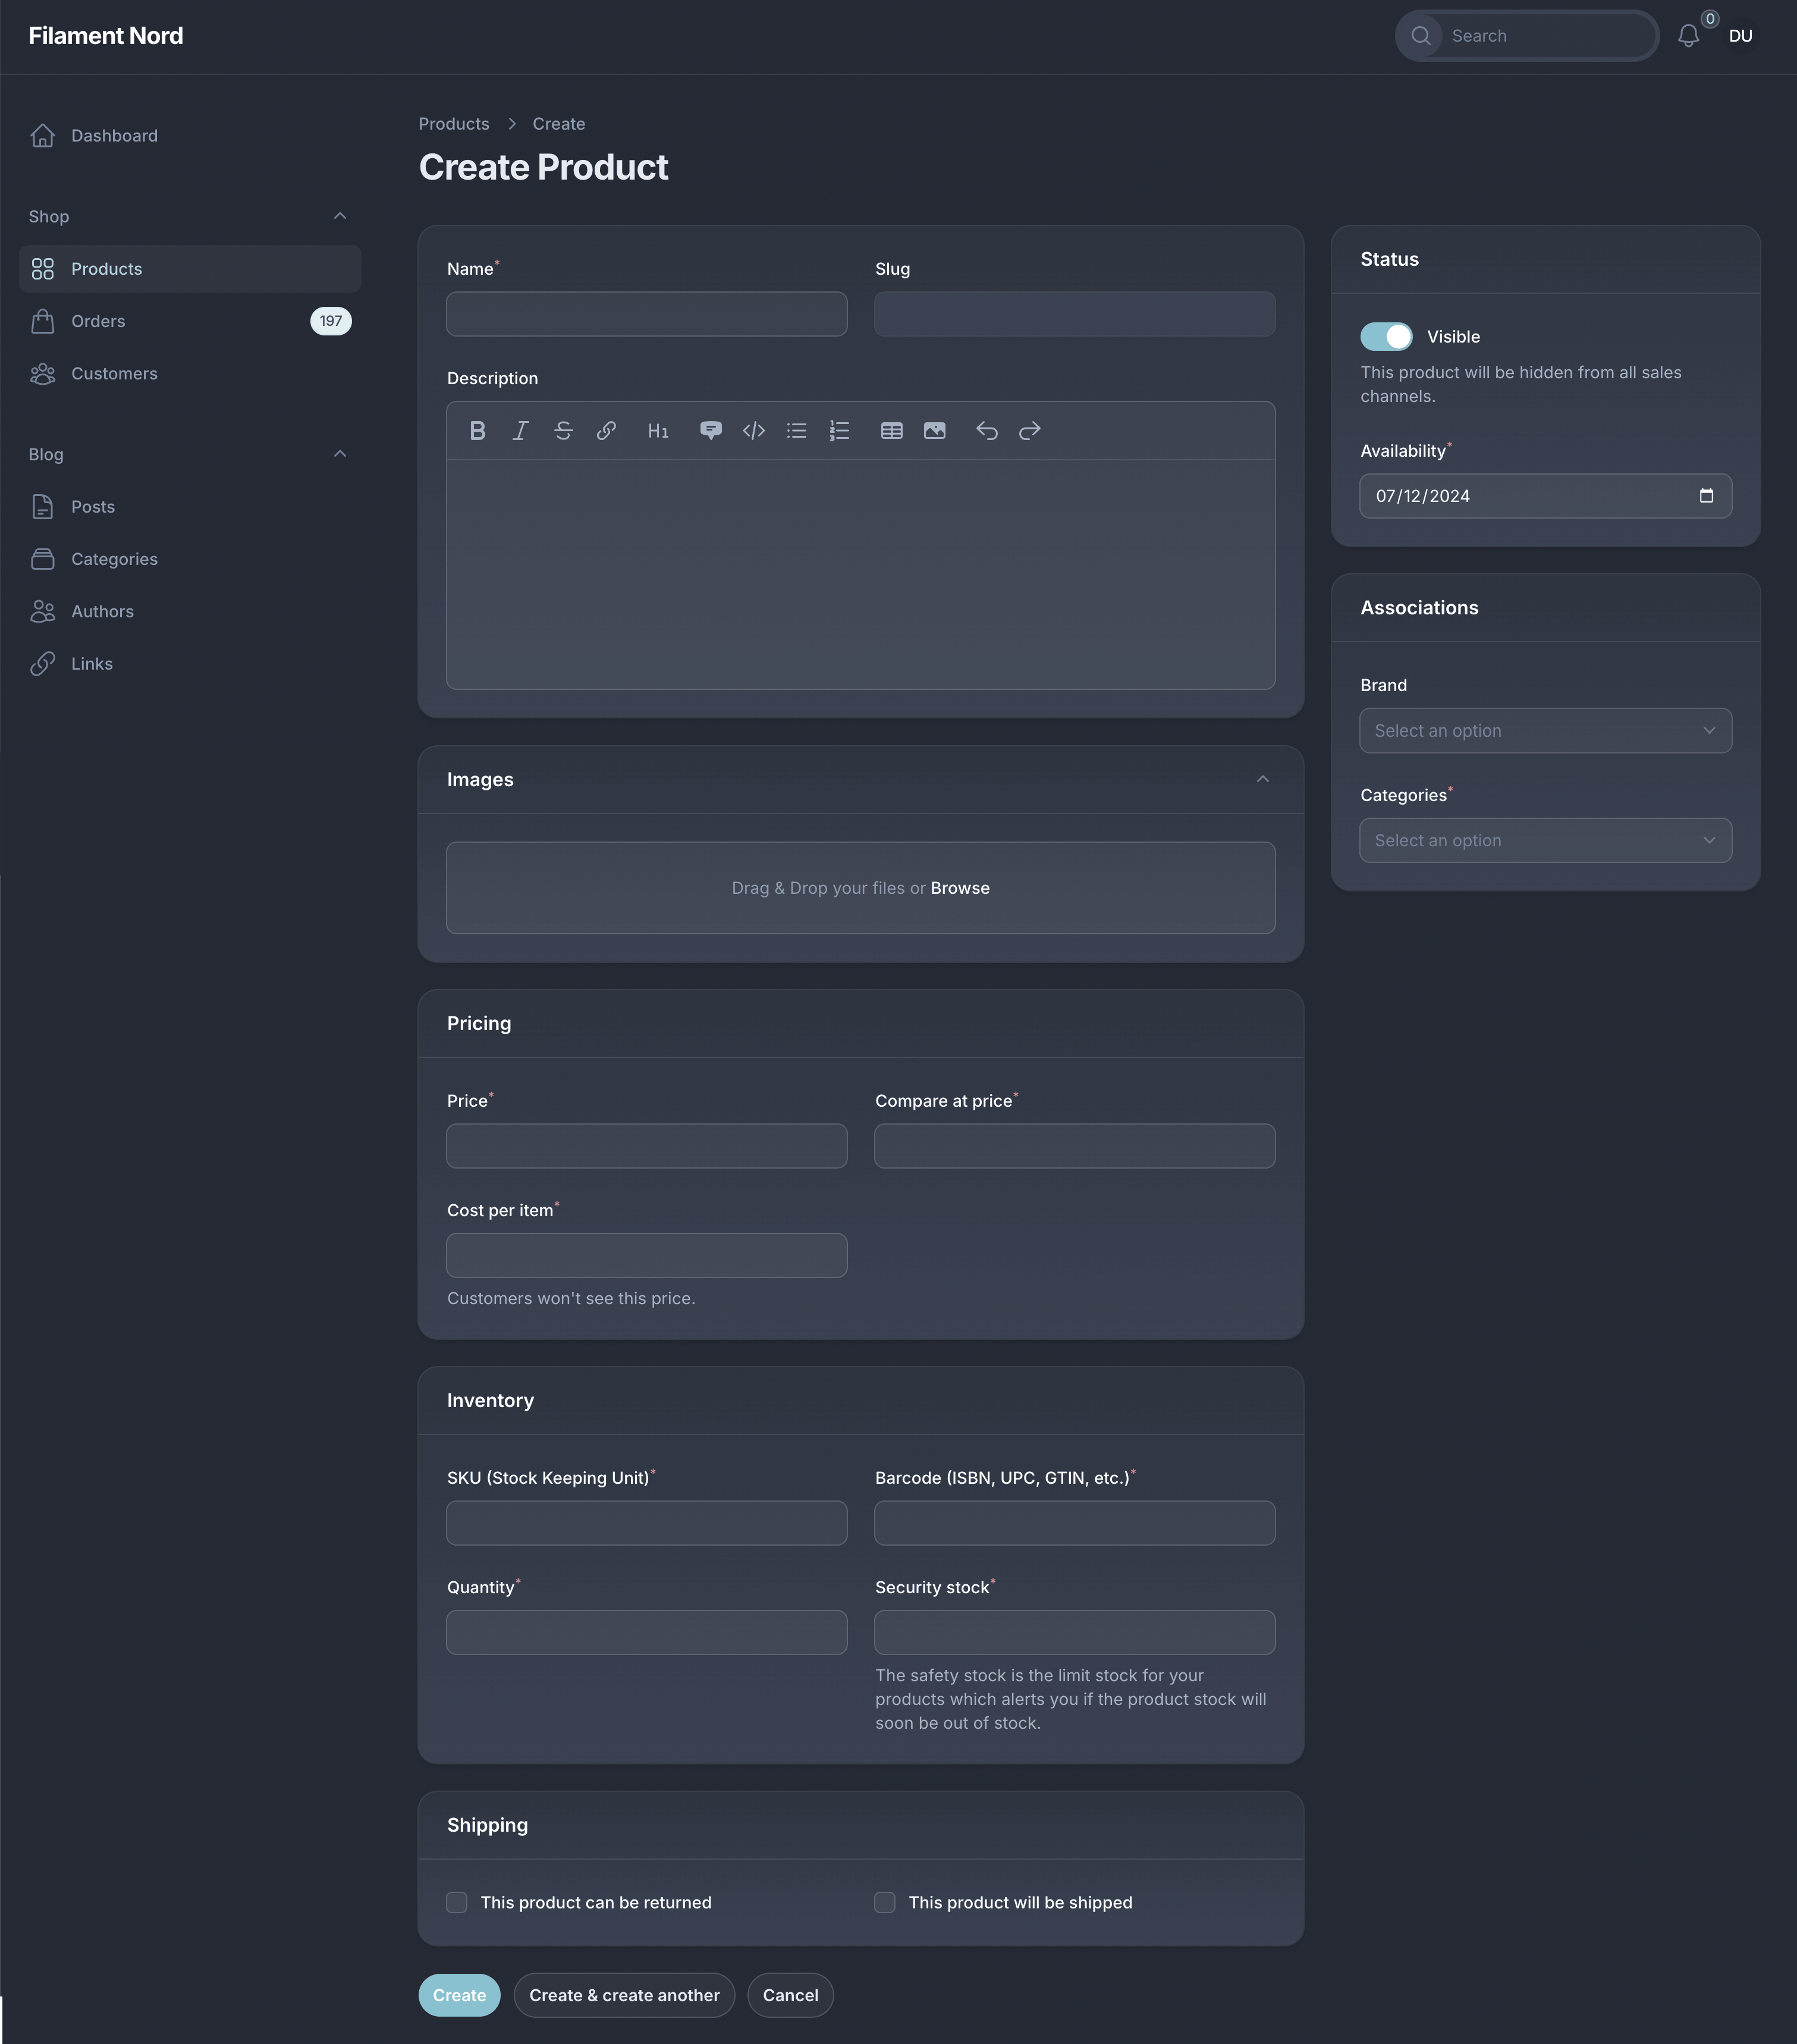 Filament Nord
Search
0
DU
Dashboard
Shop
Products
Orders
197
Customers
Blog
Posts
Categories
Authors
Links
Products
Create
Create Product
Name*
Slug
Description
H1
Images
Drag & Drop your files or Browse
Pricing
Price*
Compare at price*
Cost per item*
Customers won't see this price.
Inventory
SKU (Stock Keeping Unit)*
Barcode (ISBN, UPC, GTIN, etc.)*
Quantity*
Security stock*
The safety stock is the limit stock for your
products which alerts you if the product stock will
soon be out of stock.
Shipping
This product can be returned
This product will be shipped
Create
Create & create another
Cancel
Status
Visible
This product will be hidden from all sales
channels.
Availability*
07/12/2024
Associations
Brand
Select an option
Categories*
Select an option